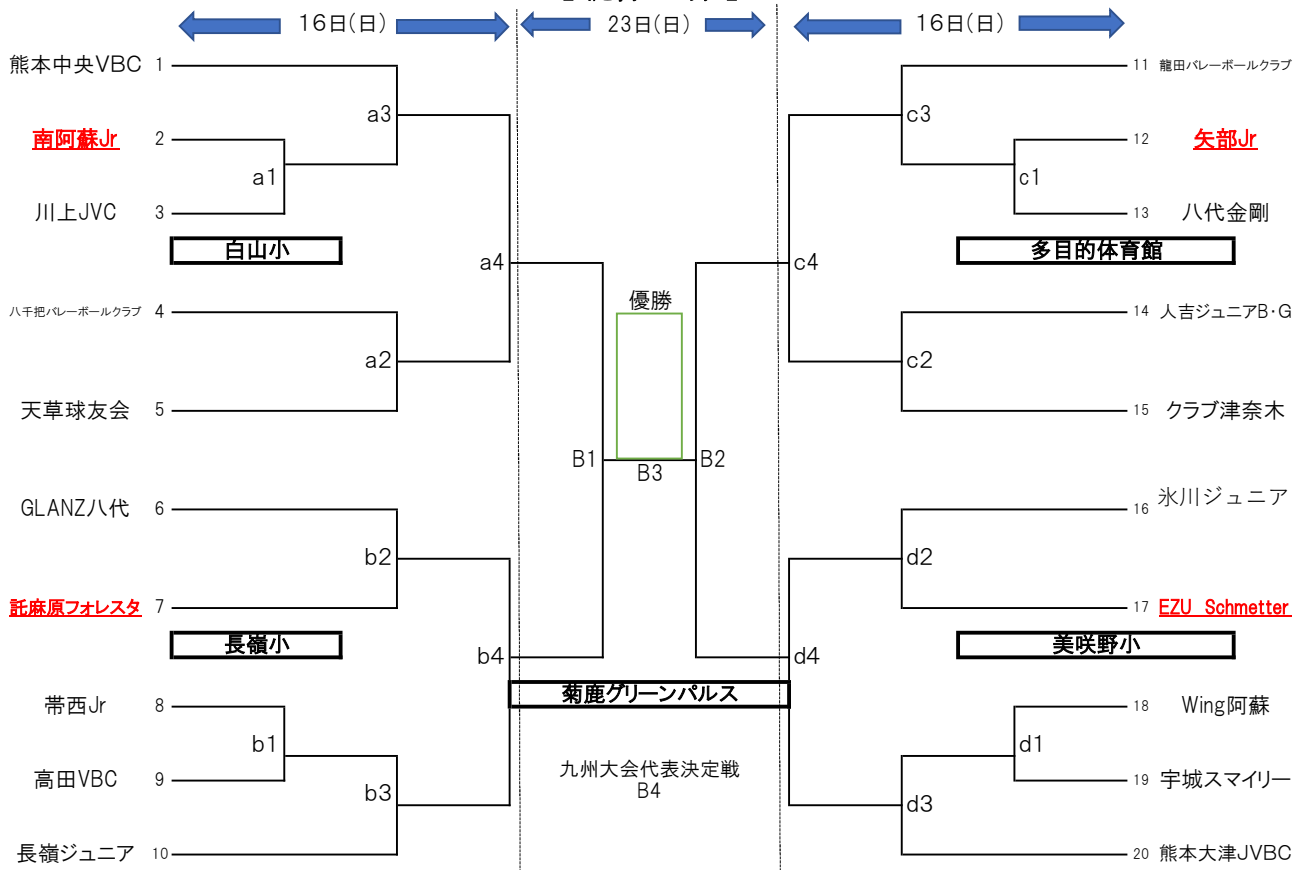 16日(日)
23日(日)
16日(日)
熊本中央VBC 1
南阿蘇Jr 2
川上JVC 3
白山小
八千把バレーボールクラブ 4
天草球友会 5
GLANZ八代 6
託麻原フォレスタ 7
長嶺小
帯西Jr 8
高田VBC 9
長嶺ジュニア 10
a3
a1
a4
a2
b2
b4
b1
b3
優勝
B1
B3
B2
菊鹿グリーンパルス
九州大会代表決定戦
B4
c3
c1
c4
c2
d2
d4
d1
d3
11 龍田バレーボールクラブ
12 矢部Jr
13 八代金剛
多目的体育館
14 人吉ジュニアB・G
15 クラブ津奈木
16 氷川ジュニア
17 EZU Schmetter
美咲野小
18 Wing阿蘇
19 宇城スマイリー
20 熊本大津JVBC